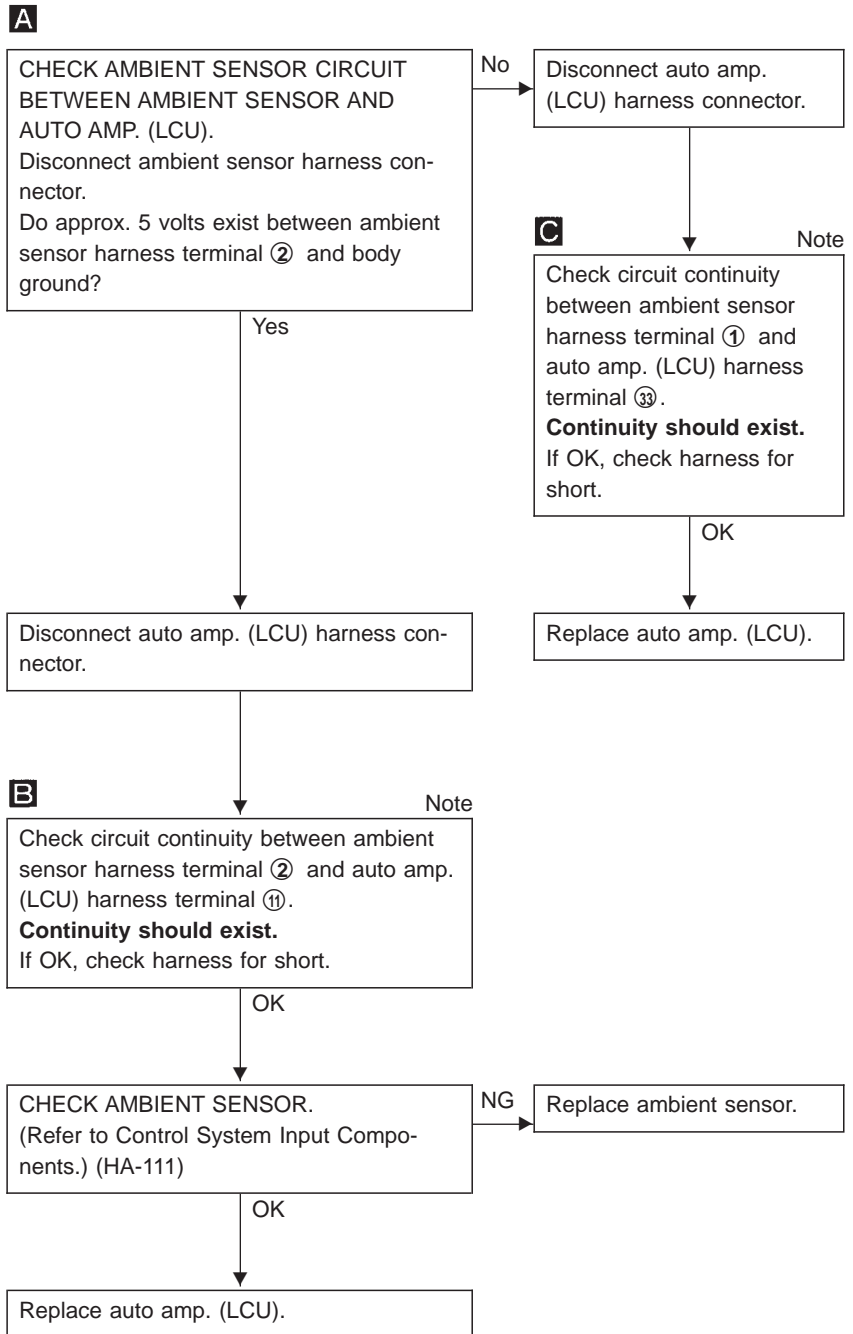 A
CHECK AMBIENT SENSOR CIRCUIT
BETWEEN AMBIENT SENSOR AND
AUTO AMP. (LCU).
Disconnect ambient sensor harness con-
nector.
Do approx. 5 volts exist between ambient
sensor harness terminal ② and body
ground?
No
Disconnect auto amp.
(LCU) harness connector.
C
Note
Check circuit continuity
between ambient sensor
harness terminal ① and
auto amp. (LCU) harness
terminal ㉝.
Continuity should exist.
If OK, check harness for
short.
OK
Replace auto amp. (LCU).
Yes
Disconnect auto amp. (LCU) harness con-
nector.
B
Note
Check circuit continuity between ambient
sensor harness terminal ② and auto amp.
(LCU) harness terminal ⑪.
Continuity should exist.
If OK, check harness for short.
OK
CHECK AMBIENT SENSOR.
(Refer to Control System Input Compo-
nents.) (HA-111)
NG
Replace ambient sensor.
OK
Replace auto amp. (LCU).